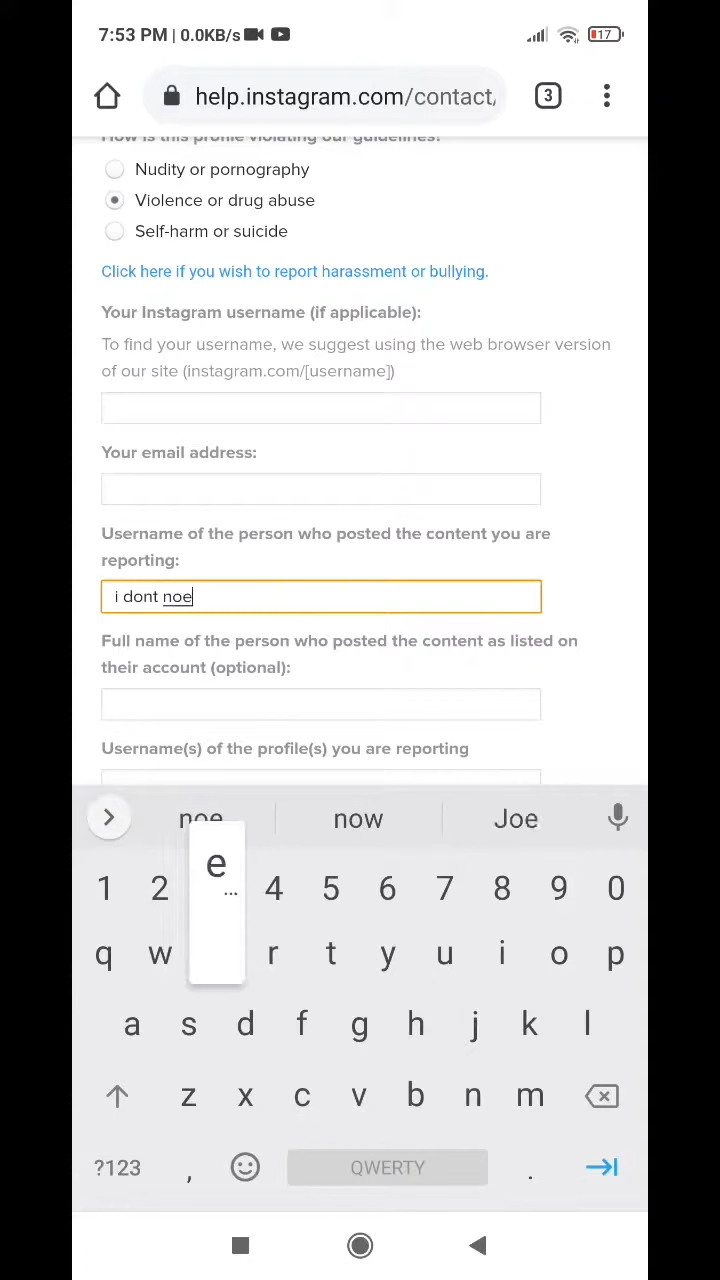 7:53 PM | 0.0KB/s
17
help.instagram.com/contact/
3
How is this profile violating our guidelines?
Nudity or pornography
Violence or drug abuse
Self-harm or suicide
Click here if you wish to report harassment or bullying.
Your Instagram username (if applicable):
To find your username, we suggest using the web browser version
of our site (instagram.com/[username])
Your email address:
Username of the person who posted the content you are
reporting:
i dont noe
Full name of the person who posted the content as listed on
their account (optional):
Username(s) of the profile(s) you are reporting
noe now Joe
e
...
1 2 4 5 6 7 8 9 0
q w r t y u i o p
a s d f g h j k l
z x c v b n m
?123 , QWERTY .